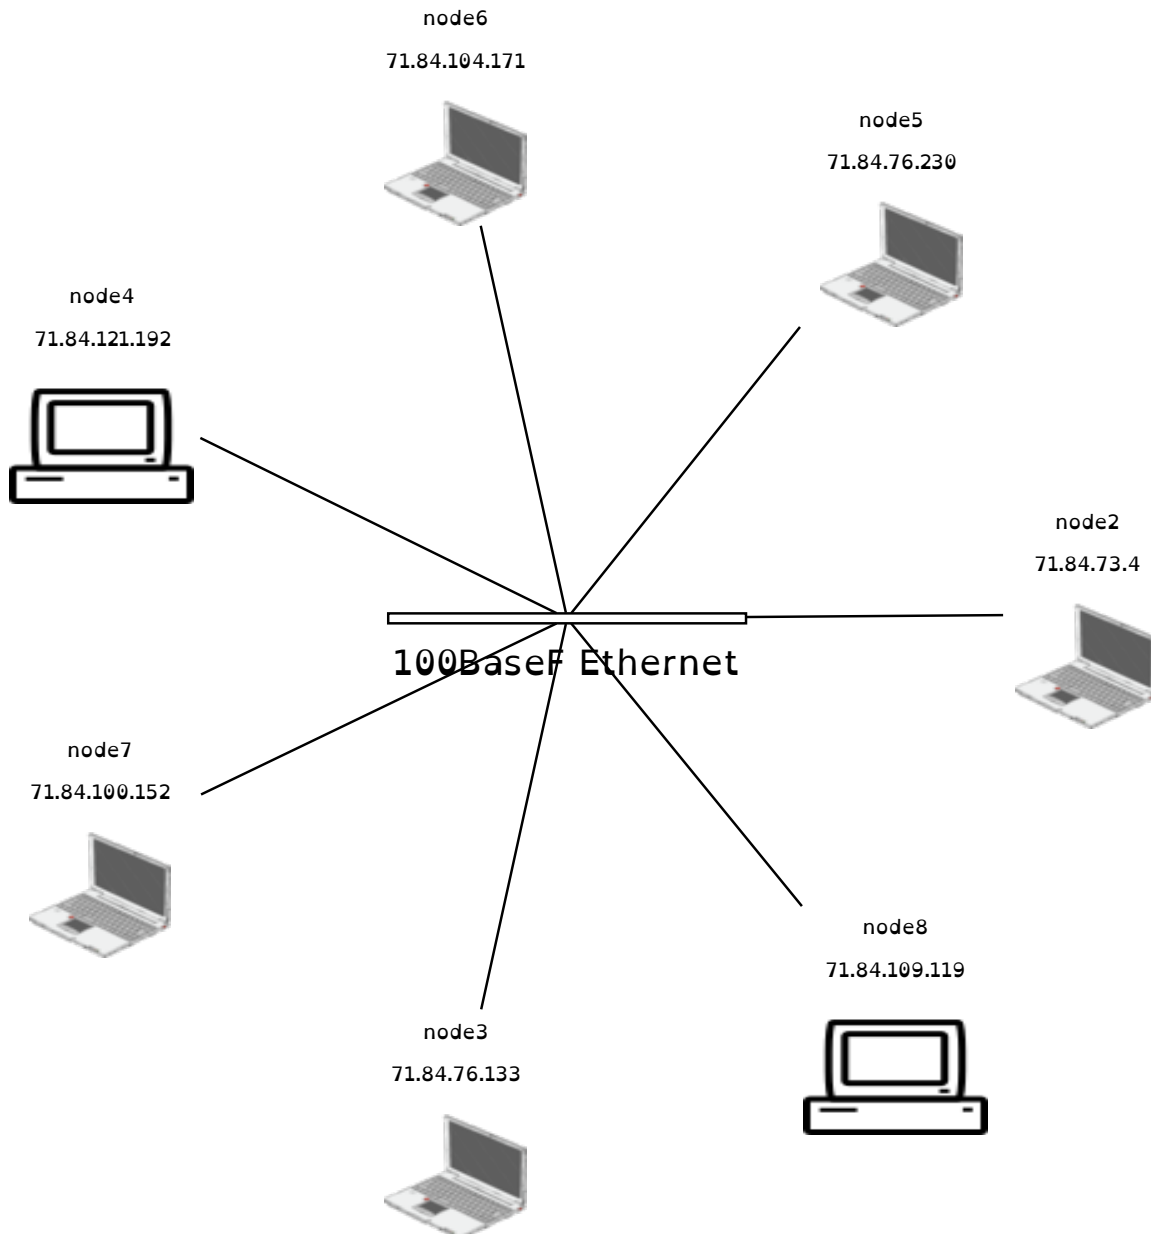 node6
71.84.104.171
node5
71.84.76.230
node4
71.84.121.192
node2
71.84.73.4
100BaseF Ethernet
node7
71.84.100.152
node8
71.84.109.119
node3
71.84.76.133